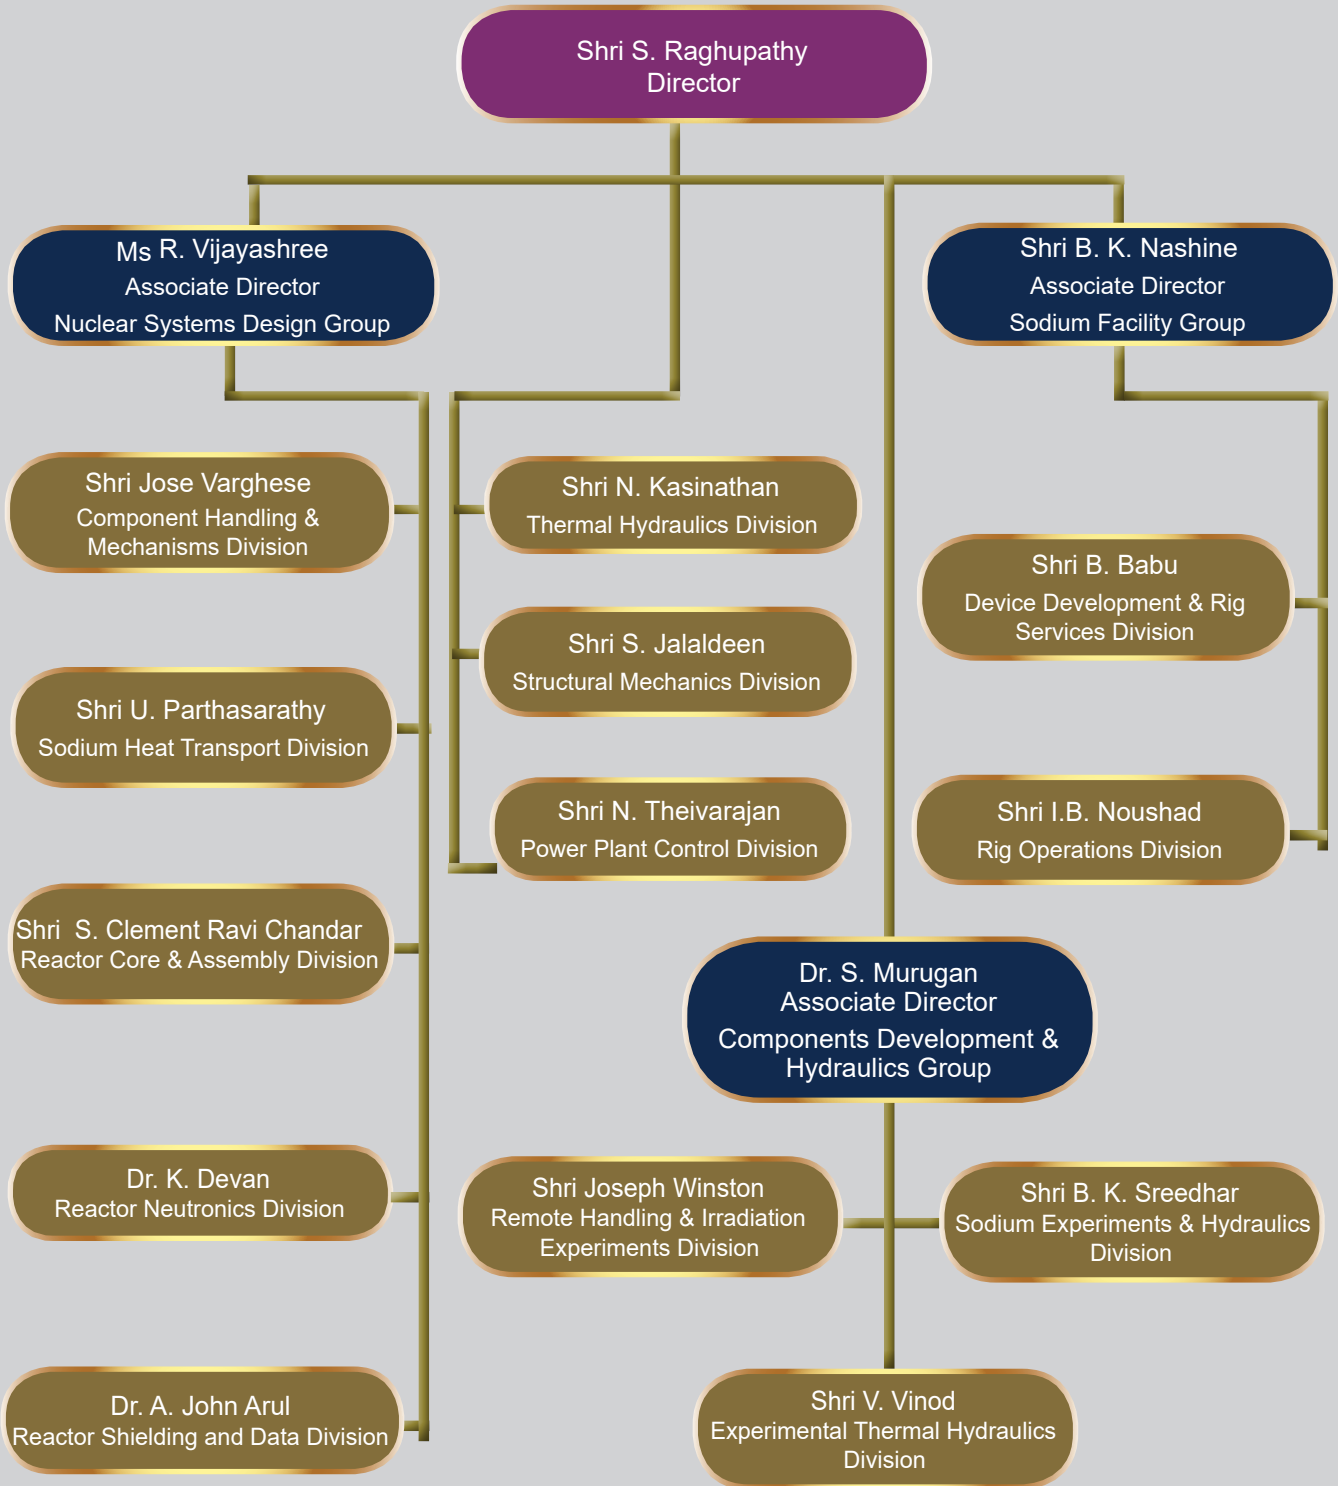 Shri S. Raghupathy
Director
Ms R. Vijayashree
Associate Director
Nuclear Systems Design Group
Shri B. K. Nashine
Associate Director
Sodium Facility Group
Shri Jose Varghese
Component Handling &
Mechanisms Division
Shri N. Kasinathan
Thermal Hydraulics Division
Shri B. Babu
Device Development & Rig
Services Division
Shri S. Jalaldeen
Structural Mechanics Division
Shri U. Parthasarathy
Sodium Heat Transport Division
Shri N. Theivarajan
Power Plant Control Division
Shri I.B. Noushad
Rig Operations Division
Shri  S. Clement Ravi Chandar
Reactor Core & Assembly Division
Dr. S. Murugan
Associate Director
Components Development &
Hydraulics Group
Dr. K. Devan
Reactor Neutronics Division
Shri Joseph Winston
Remote Handling & Irradiation
Experiments Division
Shri B. K. Sreedhar
Sodium Experiments & Hydraulics
Division
Dr. A. John Arul
Reactor Shielding and Data Division
Shri V. Vinod
Experimental Thermal Hydraulics
Division